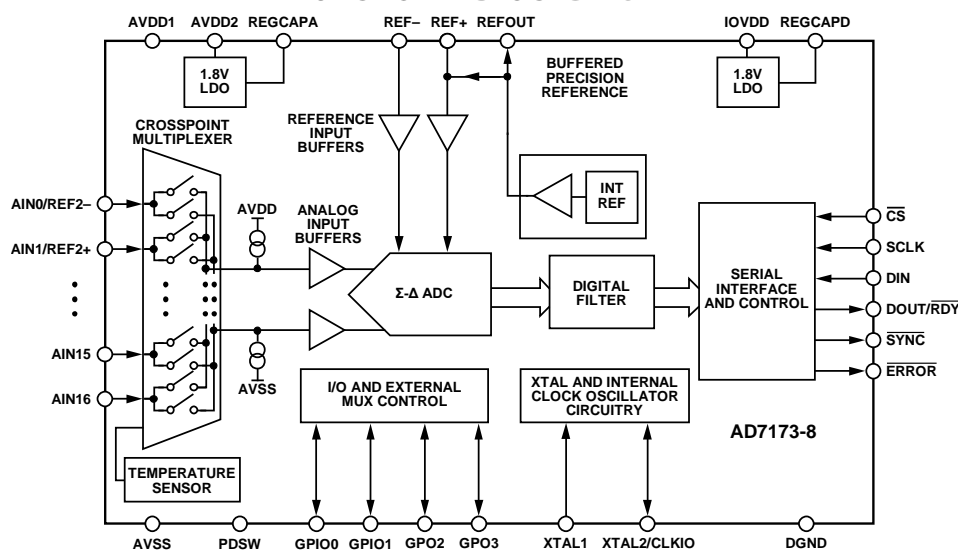 AVDD1 AVDD2 REGCAPA REF– REF+ REFOUT IOVDD REGCAPD
1.8V
LDO
BUFFERED
PRECISION
REFERENCE
1.8V
LDO
CROSSPOINT
MULTIPLEXER
REFERENCE
INPUT
BUFFERS
INT
REF
AIN0/REF2–
AIN1/REF2+
AIN15
AIN16
AVDD
ANALOG
INPUT
BUFFERS
Σ-Δ ADC
DIGITAL
FILTER
SERIAL
INTERFACE
AND CONTROL
CS
SCLK
DIN
DOUT/RDY
SYNC
ERROR
AVSS
I/O AND EXTERNAL
MUX CONTROL
XTAL AND INTERNAL
CLOCK OSCILLATOR
CIRCUITRY
AD7173-8
TEMPERATURE
SENSOR
AVSS PDSW GPIO0 GPIO1 GPO2 GPO3 XTAL1 XTAL2/CLKIO DGND